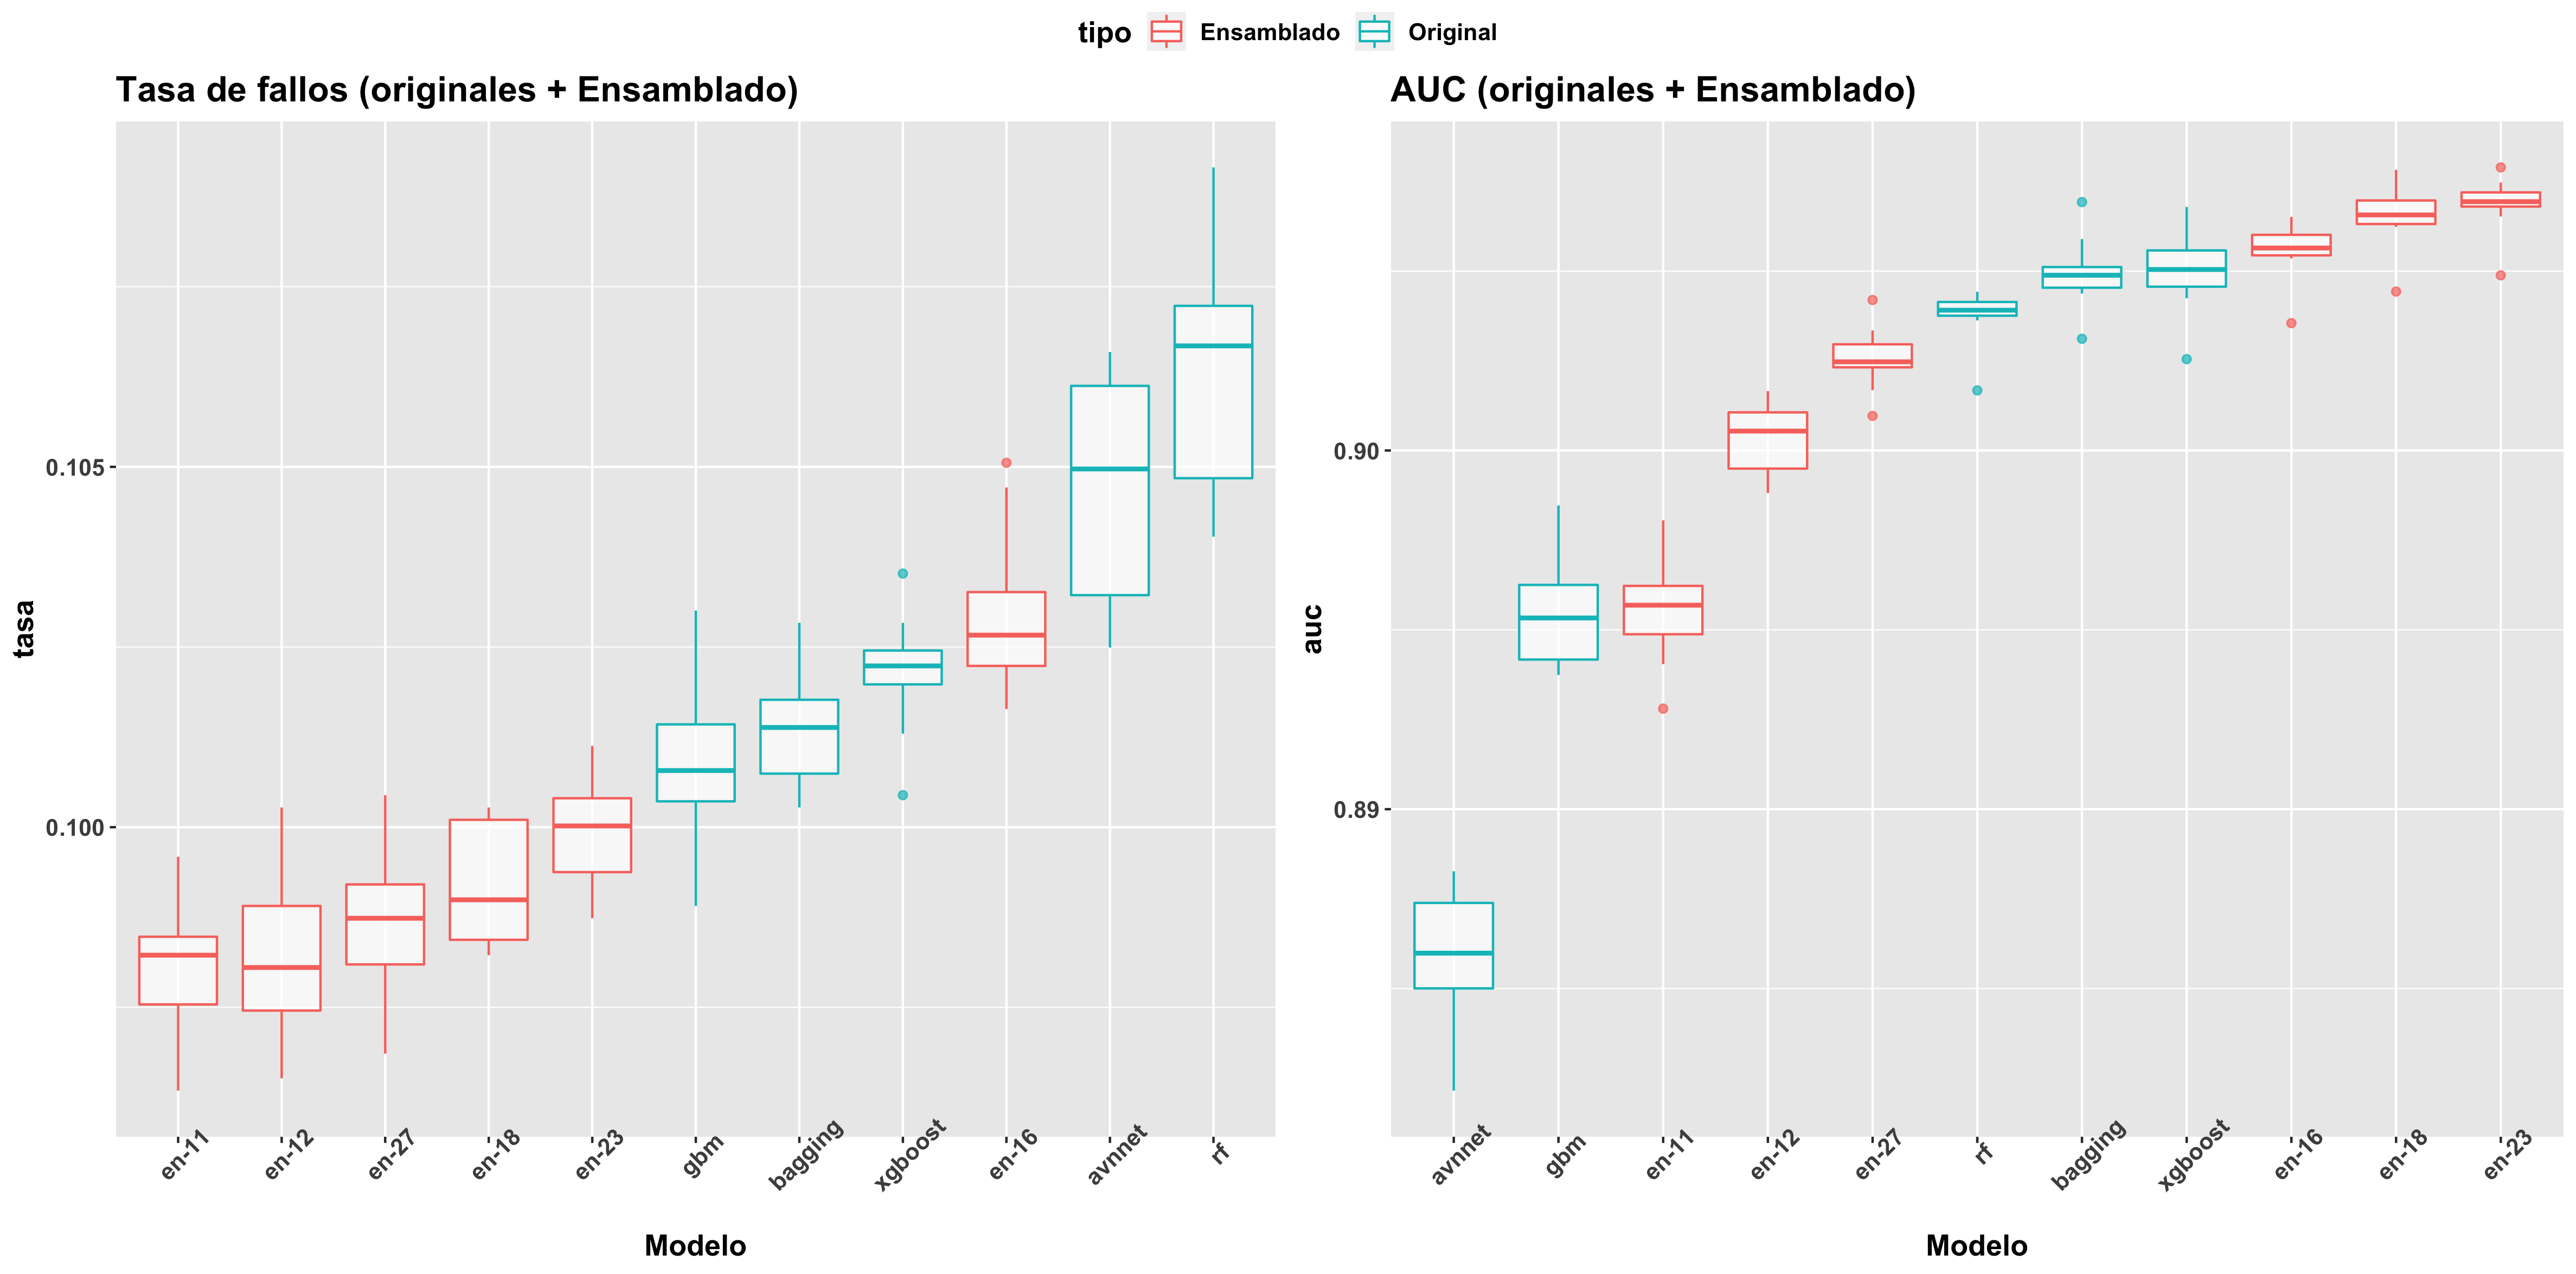 tipo Ensamblado Original
Tasa de fallos (originales + Ensamblado)
tasa
0.105
0.100
en-11 en-12 en-27 en-18 en-23 gbm bagging xgboost en-16 avnnet rf
Modelo
AUC (originales + Ensamblado)
auc
0.90
0.89
avnnet gbm en-11 en-12 en-27 rf bagging xgboost en-16 en-18 en-23
Modelo